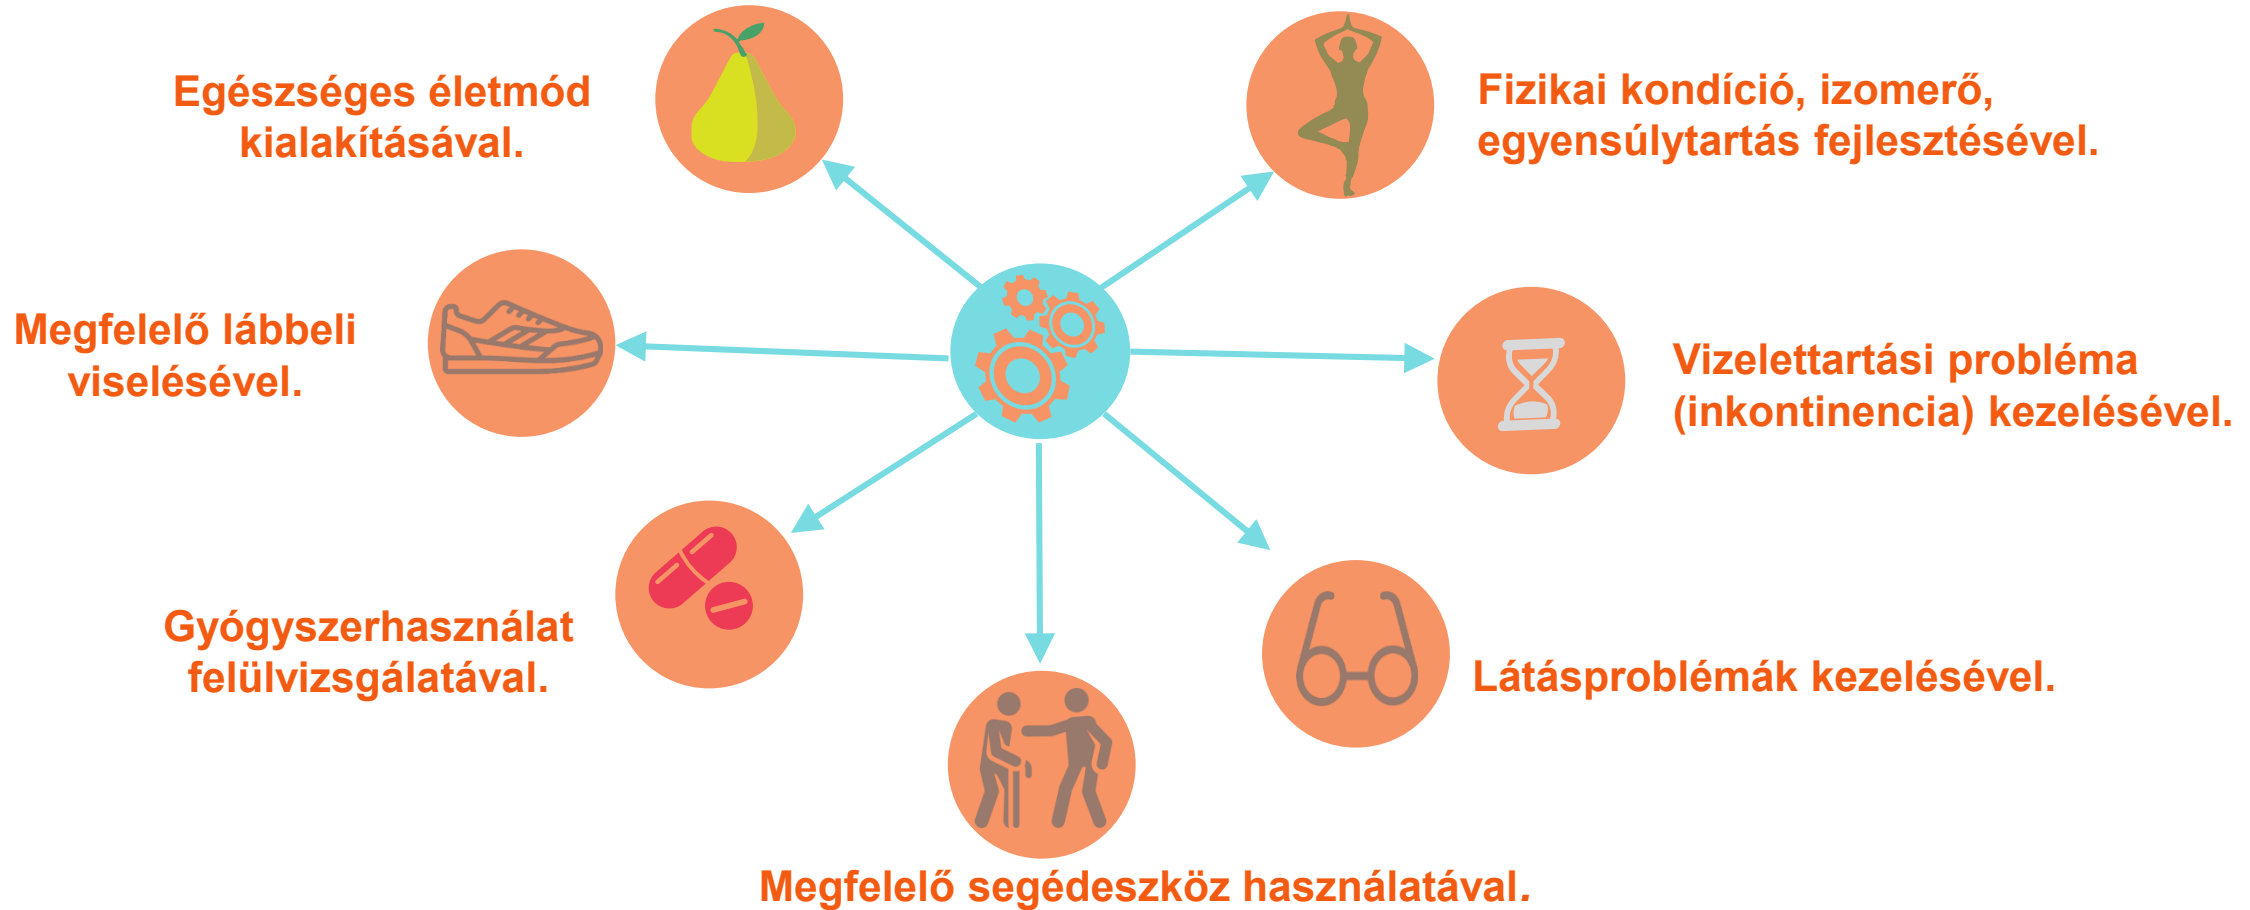 Egészséges életmód
kialakításával.
Fizikai kondíció, izomerő,
egyensúlytartás fejlesztésével.
Megfelelő lábbeli
viselésével.
Vizelettartási probléma
(inkontinencia) kezelésével.
Gyógyszerhasználat
felülvizsgálatával.
Látásproblémák kezelésével.
Megfelelő segédeszköz használatával.